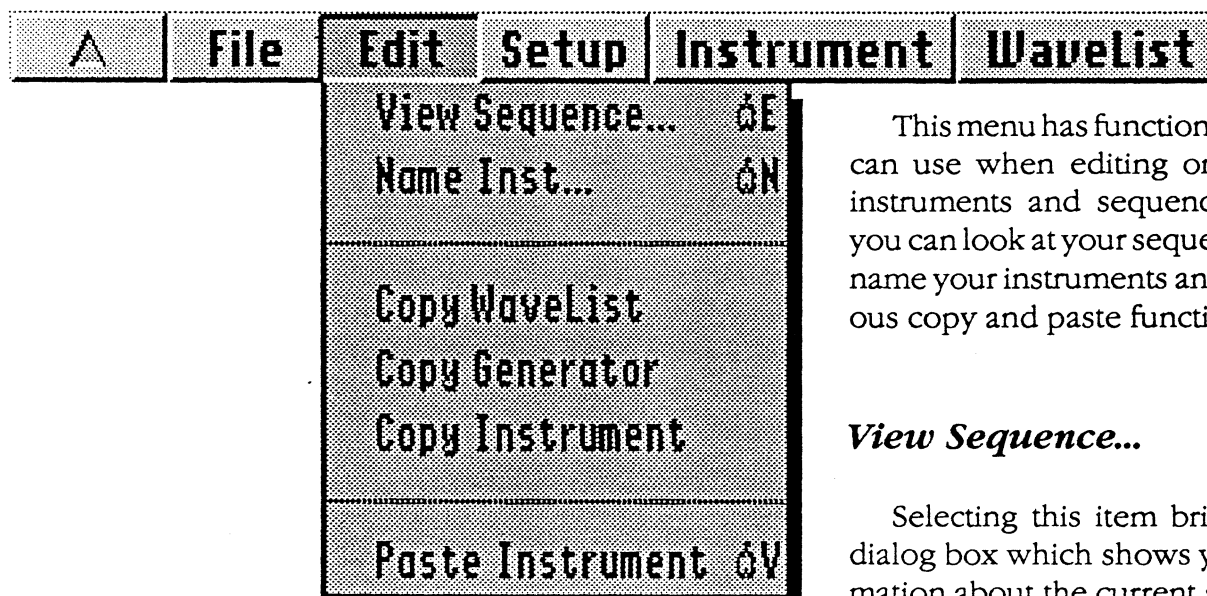 File Edit Setup Instrument WaveList
View Sequence... E
Name Inst... N
Copy WaveList
Copy Generator
Copy Instrument
Paste Instrument V
This menu has function
can use when editing or
instruments and sequenc
you can look at your seque
name your instruments an
ous copy and paste functi
View Sequence...
Selecting this item bri
dialog box which shows y
mation about the current